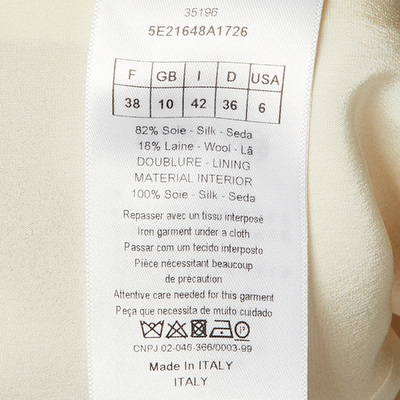 35196
5E21648A1726
F GB I D USA
38 10 42 36 6
82% Soie - Silk - Seda
18% Laine - Wool - Lã
DOUBLURE - LINING
MATERIAL INTERIOR
100% Soie - Silk - Seda
Repasser avec un tissu interposé
Iron garment under a cloth
Passar com um tecido interposto
Pièce nécessitant beaucoup
de précaution
Attentive care needed for this garment
Peça que necessita de muito cuidado
CNPJ 02-046-366/0003-99
Made In ITALY
ITALY